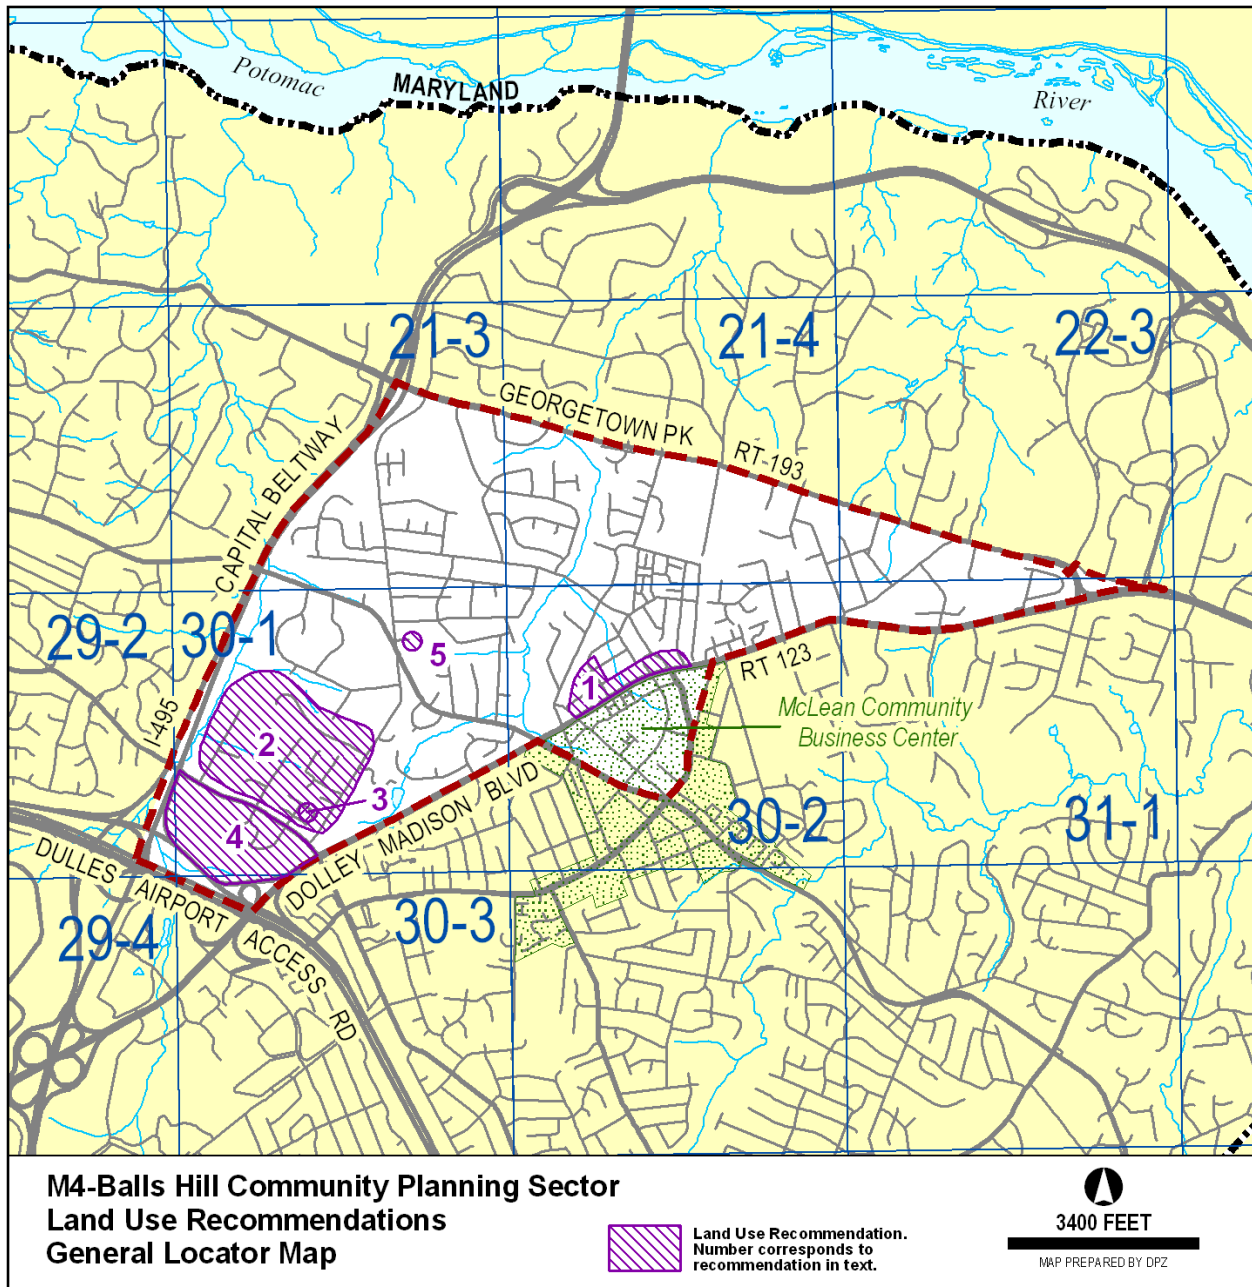 Potomac
MARYLAND
River
21-3
21-4
22-3
GEORGETOWN PK
RT 193
CAPITAL BELTWAY
29-2
30-1
5
I-495
1
RT 123
McLean Community
Business Center
2
3
4
DOLLEY MADISON BLVD
30-2
31-1
DULLES AIRPORT ACCESS RD
29-4
30-3
M4-Balls Hill Community Planning Sector
Land Use Recommendations
General Locator Map
Land Use Recommendation.
Number corresponds to
recommendation in text.
3400 FEET
MAP PREPARED BY DPZ